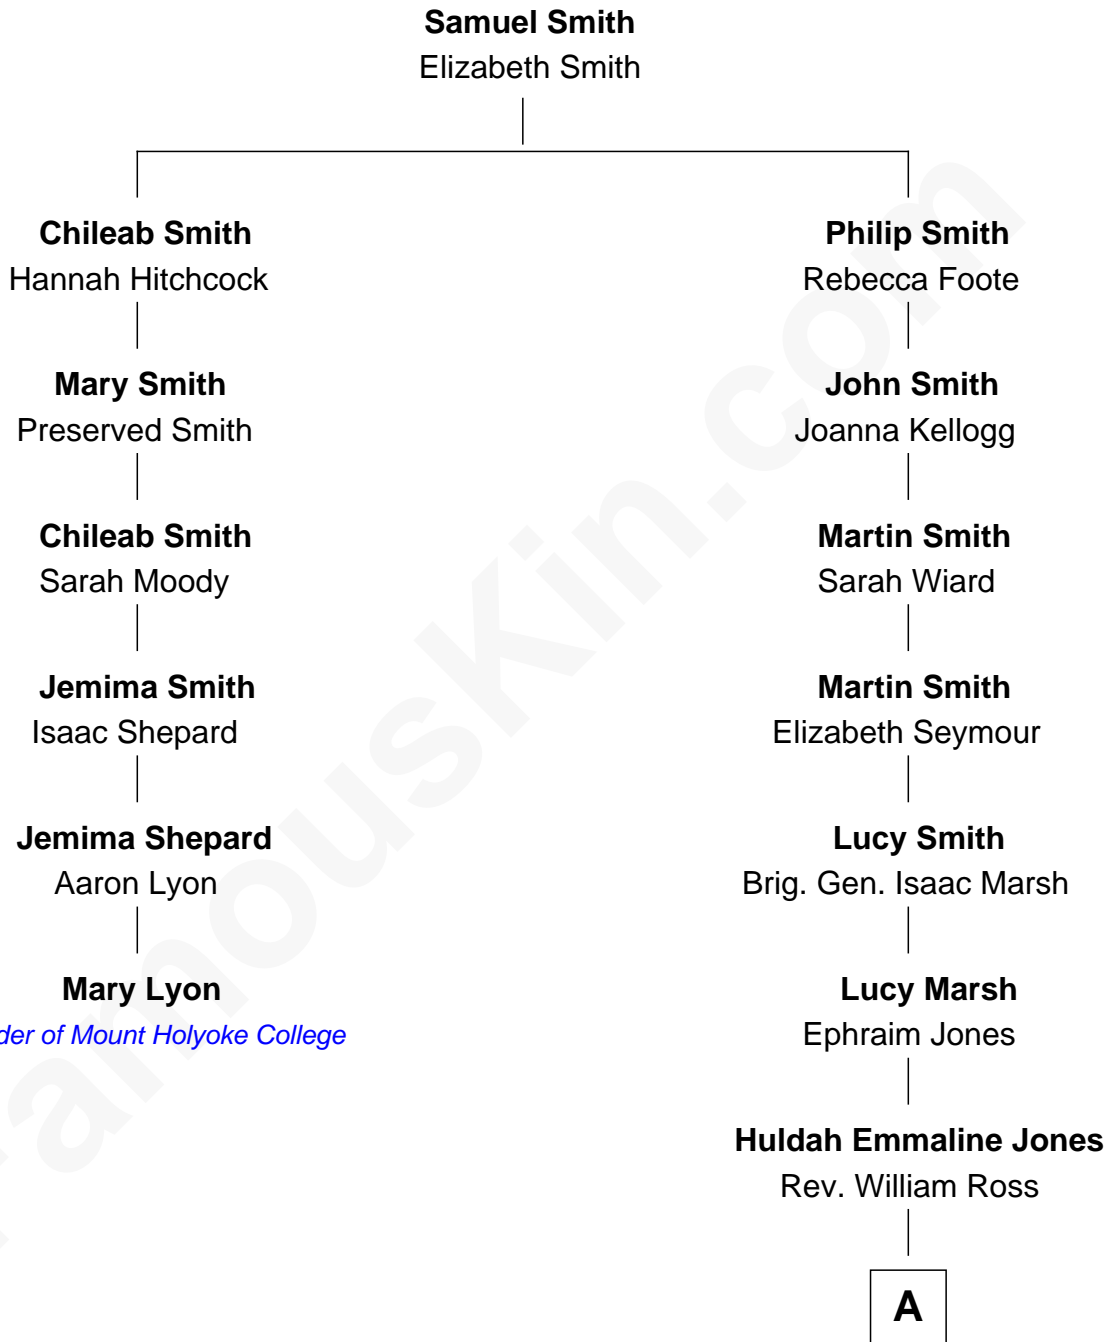 Samuel Smith
Elizabeth Smith
Chileab Smith
Hannah Hitchcock
Philip Smith
Rebecca Foote
Mary Smith
Preserved Smith
John Smith
Joanna Kellogg
Chileab Smith
Sarah Moody
Martin Smith
Sarah Wiard
Jemima Smith
Isaac Shepard
Martin Smith
Elizabeth Seymour
Jemima Shepard
Aaron Lyon
Lucy Smith
Brig. Gen. Isaac Marsh
Mary Lyon
der of Mount Holyoke College
Lucy Marsh
Ephraim Jones
Huldah Emmaline Jones
Rev. William Ross
A
FamousKin.com